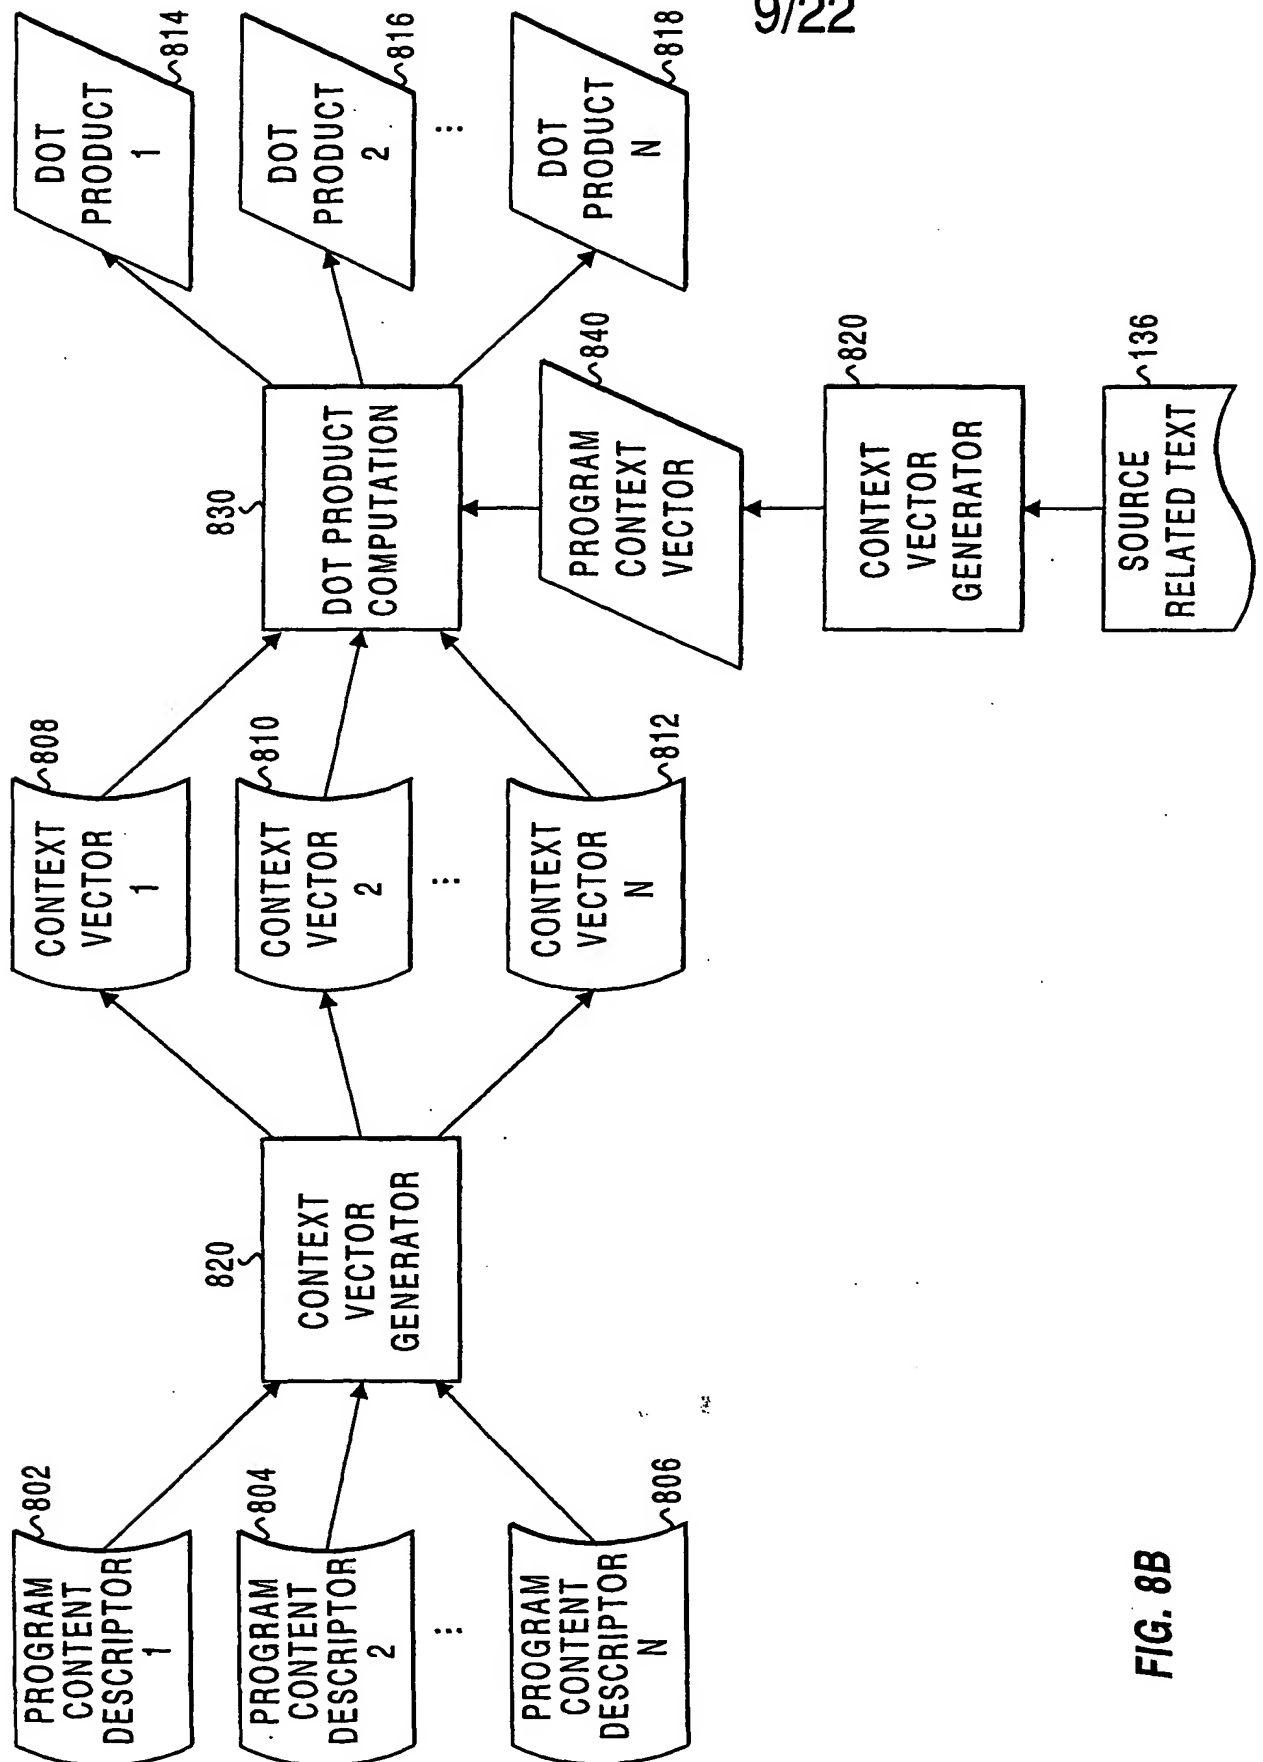 9/22
PROGRAM
CONTENT
DESCRIPTOR
1
802
PROGRAM
CONTENT
DESCRIPTOR
2
804
...
PROGRAM
CONTENT
DESCRIPTOR
N
806
820
CONTEXT
VECTOR
GENERATOR
CONTEXT
VECTOR
1
808
CONTEXT
VECTOR
2
810
...
CONTEXT
VECTOR
N
812
830
DOT PRODUCT
COMPUTATION
DOT
PRODUCT
1
814
DOT
PRODUCT
2
816
...
DOT
PRODUCT
N
818
PROGRAM
CONTEXT
VECTOR
840
CONTEXT
VECTOR
GENERATOR
820
SOURCE
RELATED TEXT
136
FIG. 8B